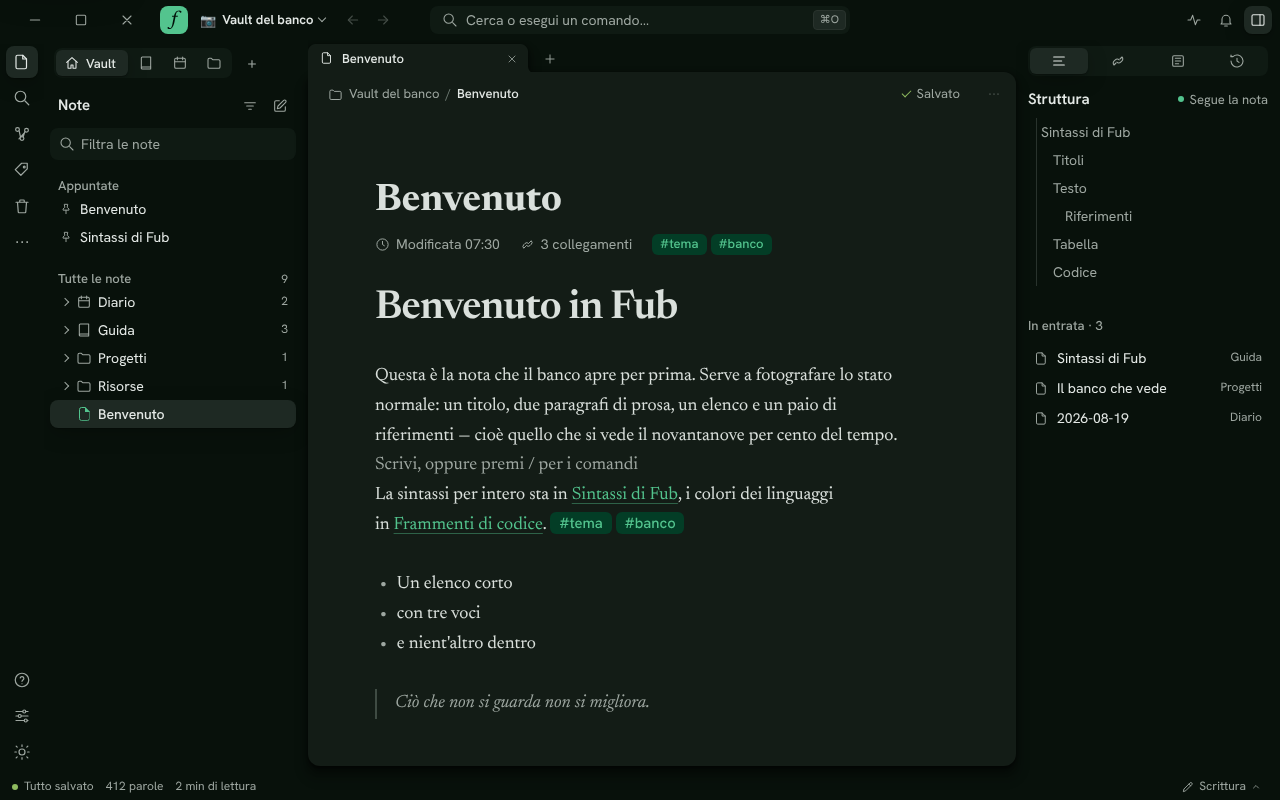 f
Vault del banco
Cerca o esegui un comando…
⌘O
Vault
Note
Filtra le note
Appuntate
Benvenuto
Sintassi di Fub
Tutte le note 9
Diario 2
Guida 3
Progetti 1
Risorse 1
Benvenuto
Benvenuto
Vault del banco / Benvenuto
Salvato
Benvenuto
Modificata 07:30
3 collegamenti
#tema #banco
Benvenuto in Fub
Questa è la nota che il banco apre per prima. Serve a fotografare lo stato
normale: un titolo, due paragrafi di prosa, un elenco e un paio di
riferimenti — cioè quello che si vede il novantanove per cento del tempo.
Scrivi, oppure premi / per i comandi
La sintassi per intero sta in Sintassi di Fub, i colori dei linguaggi
in Frammenti di codice. #tema #banco
• Un elenco corto
• con tre voci
• e nient'altro dentro
Ciò che non si guarda non si migliora.
Struttura
Segue la nota
Sintassi di Fub
Titoli
Testo
Riferimenti
Tabella
Codice
In entrata · 3
Sintassi di Fub Guida
Il banco che vede Progetti
2026-08-19 Diario
Tutto salvato 412 parole 2 min di lettura
Scrittura